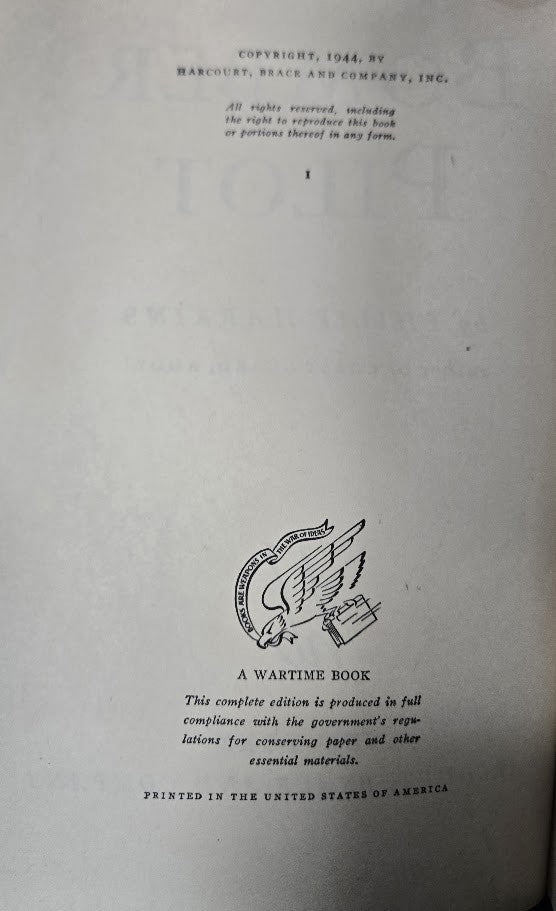 COPYRIGHT, 1944, BY
HARCOURT, BRACE AND COMPANY, INC.
All rights reserved, including
the right to reproduce this book
or portions thereof in any form.
I
BOOKS ARE WEAPONS IN
THE WAR OF IDEAS
A WARTIME BOOK
This complete edition is produced in full
compliance with the government's regu-
lations for conserving paper and other
essential materials.
PRINTED IN THE UNITED STATES OF AMERICA